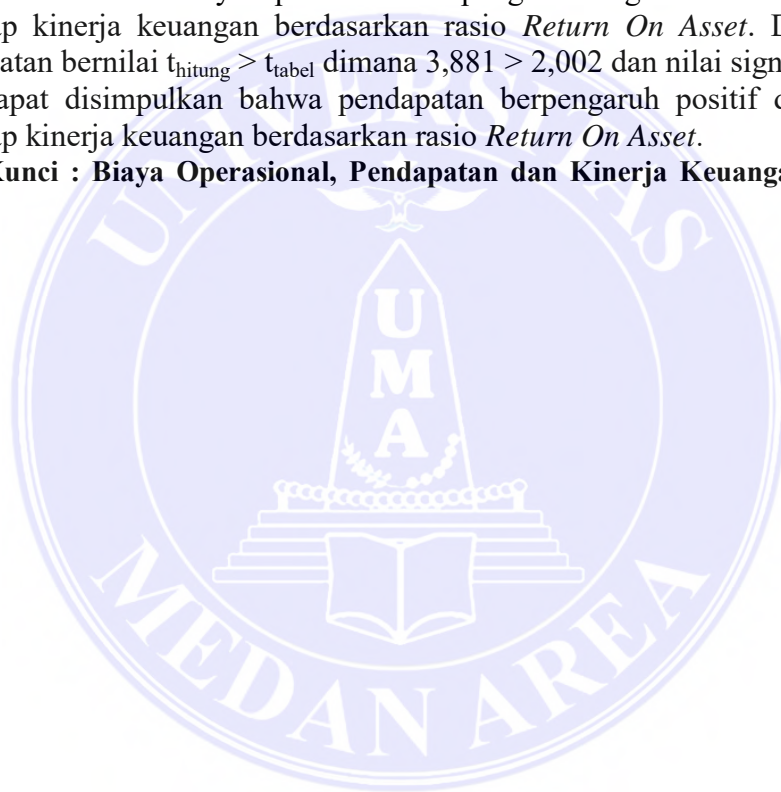 p kinerja keuangan berdasarkan rasio Return On Asset.
atan bernilai thitung > ttabel dimana 3,881 > 2,002 dan nilai sign
apat disimpulkan bahwa pendapatan berpengaruh positif d
p kinerja keuangan berdasarkan rasio Return On Asset.
Kunci : Biaya Operasional, Pendapatan dan Kinerja Keuanga
UNIVERSITAS
U
M
A
MEDAN AREA